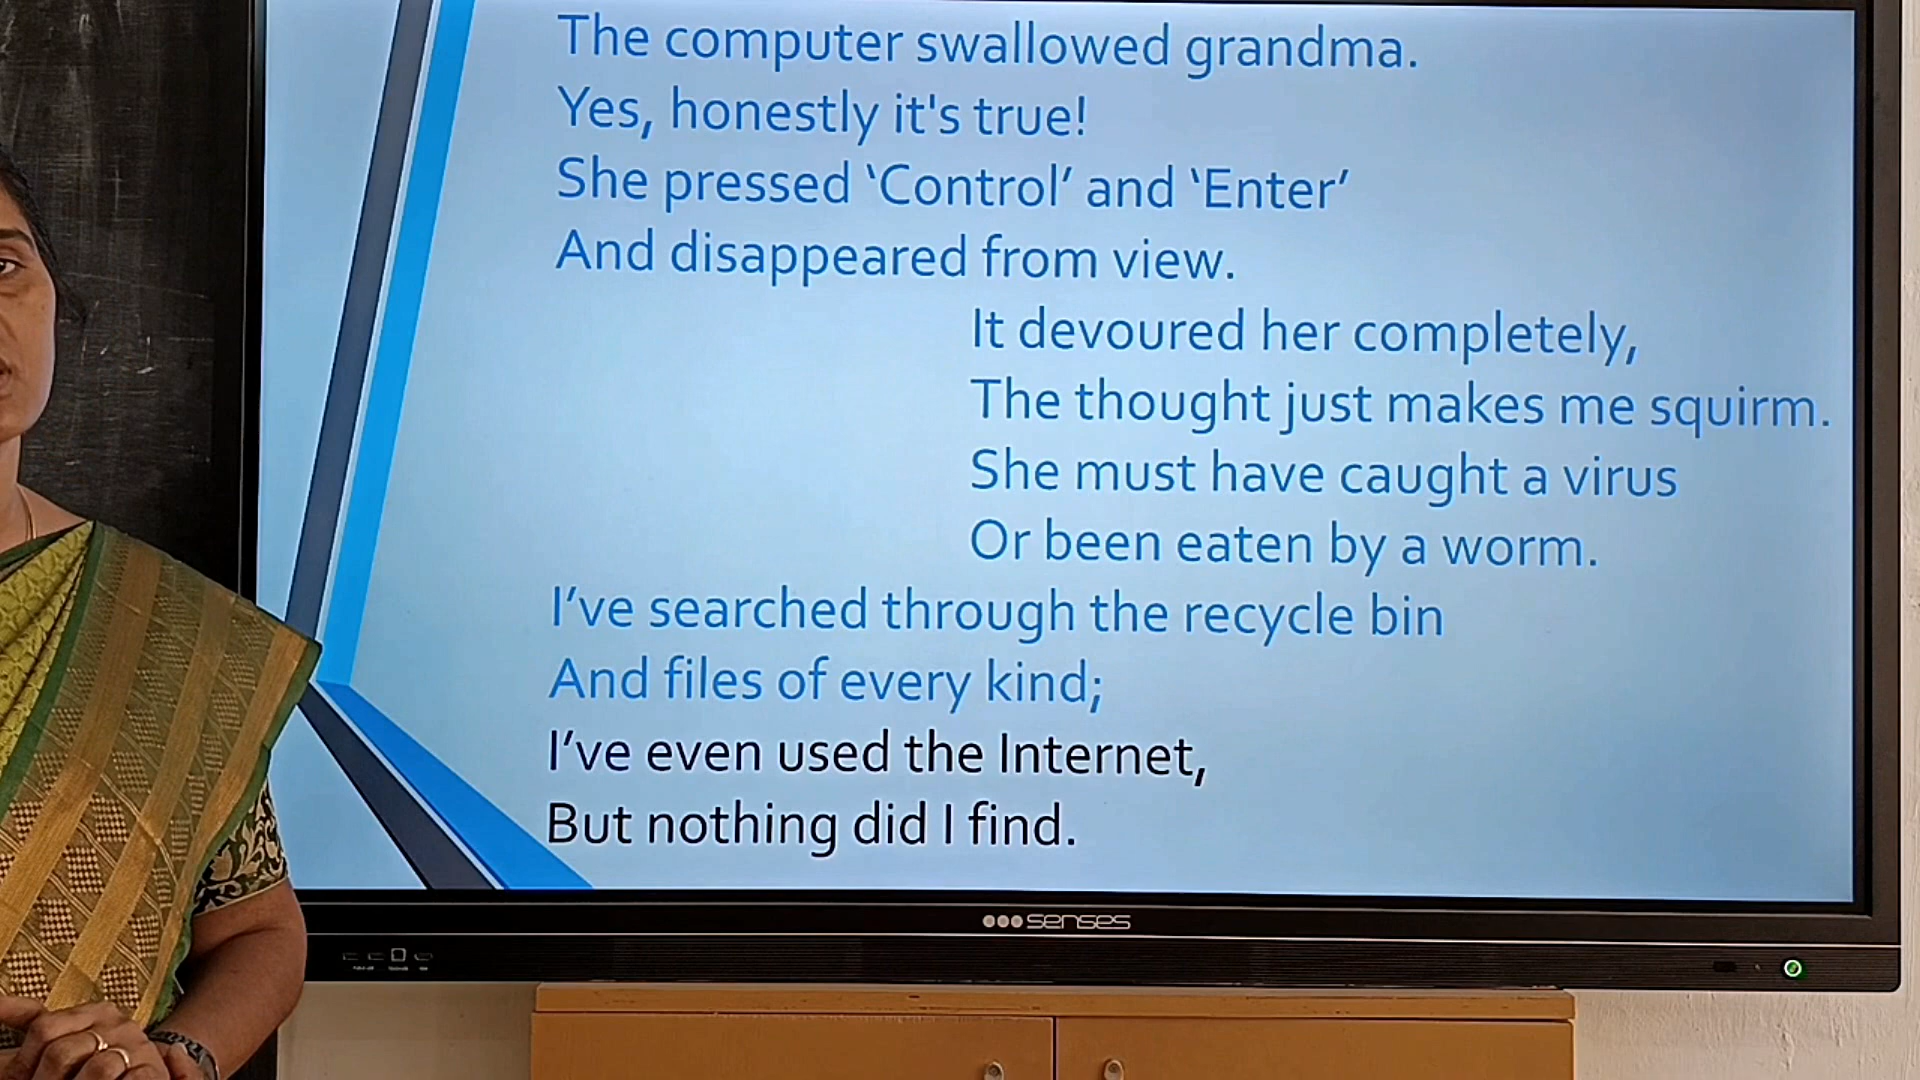 The computer swallowed grandma.
Yes, honestly it's true!
She pressed ‘Control’ and ‘Enter’
And disappeared from view.
It devoured her completely,
The thought just makes me squirm.
She must have caught a virus
Or been eaten by a worm.
I’ve searched through the recycle bin
And files of every kind;
I’ve even used the Internet,
But nothing did I find.
senses